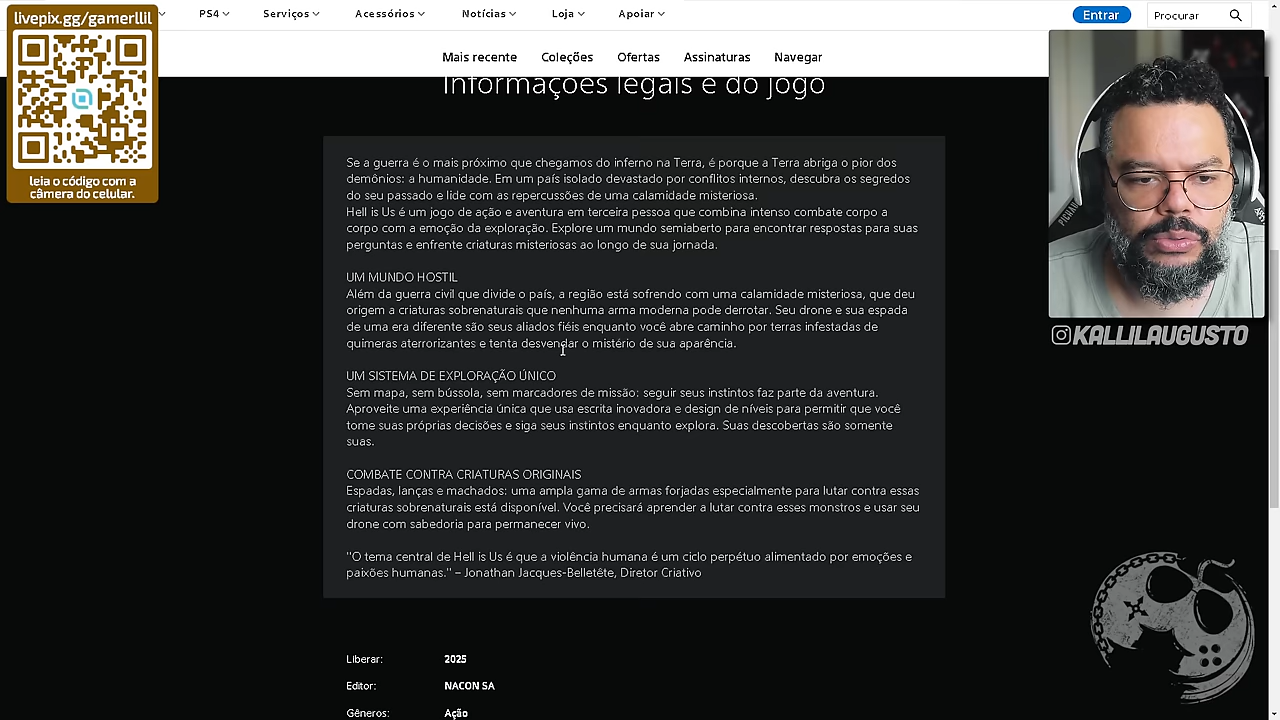 livepix.gg/gamerllil
PS4
Serviços
Acessórios
Notícias
Loja
Apoiar
Entrar
Procurar
Mais recente
Coleções
Ofertas
Assinaturas
Navegar
leia o código com a
câmera do celular.
Informações legais e do jogo
Se a guerra é o mais próximo que chegamos do inferno na Terra, é porque a Terra abriga o pior dos
demônios: a humanidade. Em um país isolado devastado por conflitos internos, descubra os segredos
do seu passado e lide com as repercussões de uma calamidade misteriosa.
Hell is Us é um jogo de ação e aventura em terceira pessoa que combina intenso combate corpo a
corpo com a emoção da exploração. Explore um mundo semiaberto para encontrar respostas para suas
perguntas e enfrente criaturas misteriosas ao longo de sua jornada.
UM MUNDO HOSTIL
Além da guerra civil que divide o país, a região está sofrendo com uma calamidade misteriosa, que deu
origem a criaturas sobrenaturais que nenhuma arma moderna pode derrotar. Seu drone e sua espada
de uma era diferente são seus aliados fiéis enquanto você abre caminho por terras infestadas de
quimeras aterrorizantes e tenta desvendar o mistério de sua aparência.
UM SISTEMA DE EXPLORAÇÃO ÚNICO
Sem mapa, sem bússola, sem marcadores de missão: seguir seus instintos faz parte da aventura.
Aproveite uma experiência única que usa escrita inovadora e design de níveis para permitir que você
tome suas próprias decisões e siga seus instintos enquanto explora. Suas descobertas são somente
suas.
COMBATE CONTRA CRIATURAS ORIGINAIS
Espadas, lanças e machados: uma ampla gama de armas forjadas especialmente para lutar contra essas
criaturas sobrenaturais está disponível. Você precisará aprender a lutar contra esses monstros e usar seu
drone com sabedoria para permanecer vivo.
"O tema central de Hell is Us é que a violência humana é um ciclo perpétuo alimentado por emoções e
paixões humanas." – Jonathan Jacques-Belletête, Diretor Criativo
Liberar: 2025
Editor: NACON SA
Gêneros: Ação
PICHAU
KALLILAUGUSTO